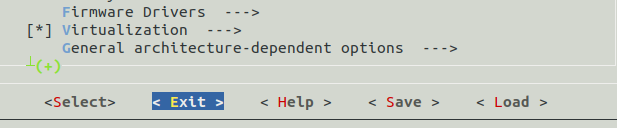 Firmware Drivers  --->
[*] Virtualization  --->
General architecture-dependent options  --->
┴(+)
<Select>    < Exit >    < Help >    < Save >    < Load >